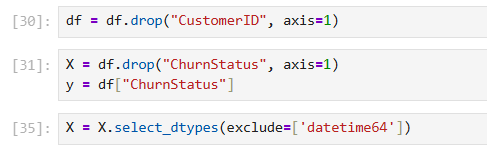 [30]: df = df.drop("CustomerID", axis=1)
[31]: X = df.drop("ChurnStatus", axis=1)
y = df["ChurnStatus"]
[35]: X = X.select_dtypes(exclude=['datetime64'])